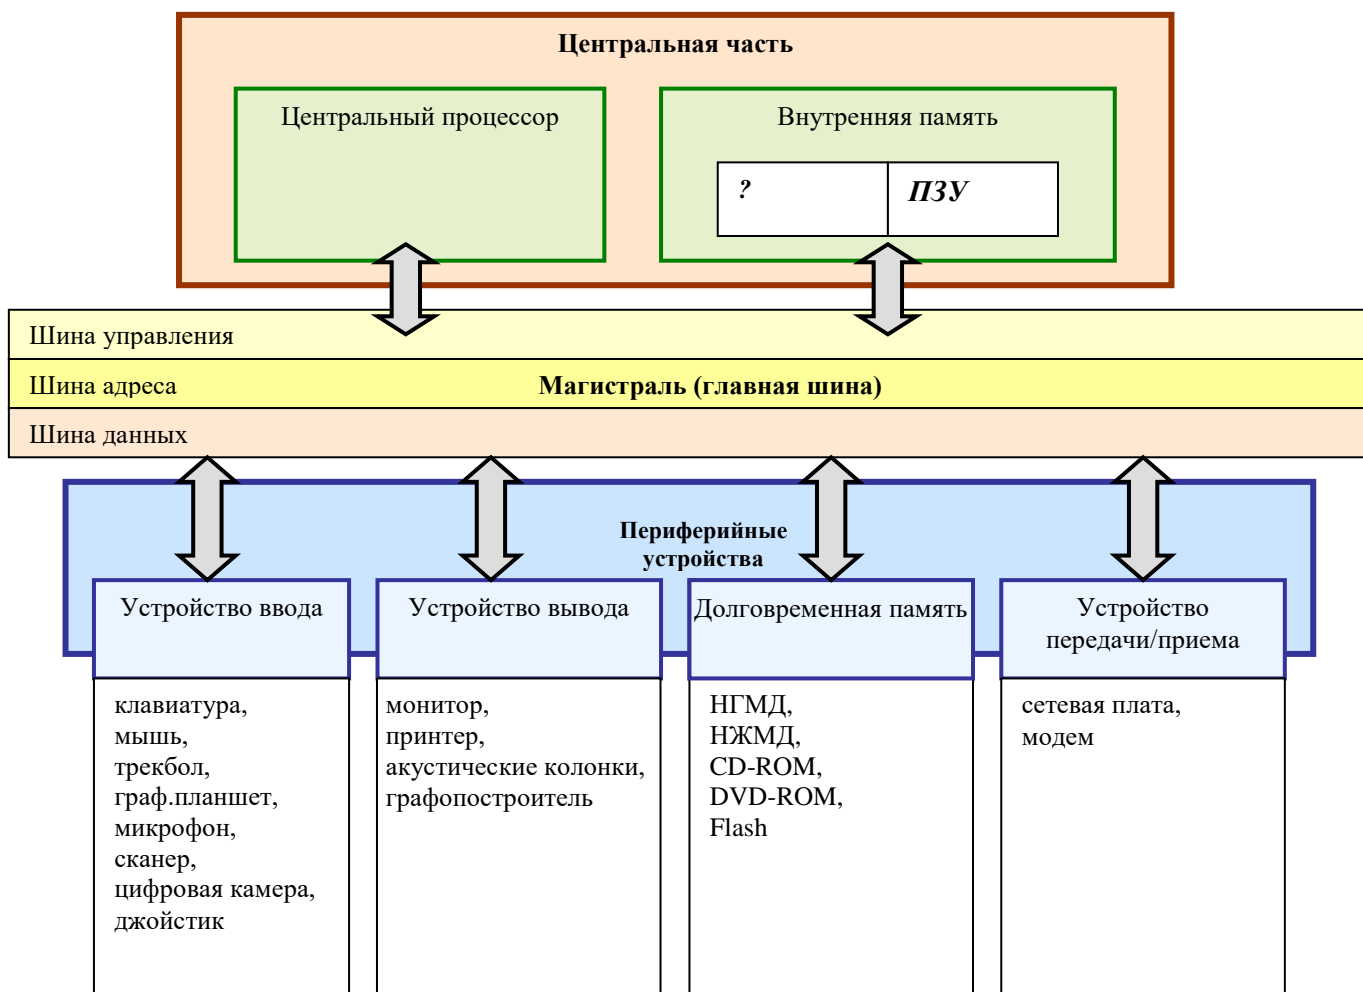 Центральная часть
Центральный процессор
Внутренняя память
?
ПЗУ
Шина управления
Шина адреса
Магистраль (главная шина)
Шина данных
Периферийные
устройства
Устройство ввода
Устройство вывода
Долговременная память
Устройство
передачи/приема
клавиатура,
мышь,
трекбол,
граф.планшет,
микрофон,
сканер,
цифровая камера,
джойстик
монитор,
принтер,
акустические колонки,
графопостроитель
НГМД,
НЖМД,
CD-ROM,
DVD-ROM,
Flash
сетевая плата,
модем